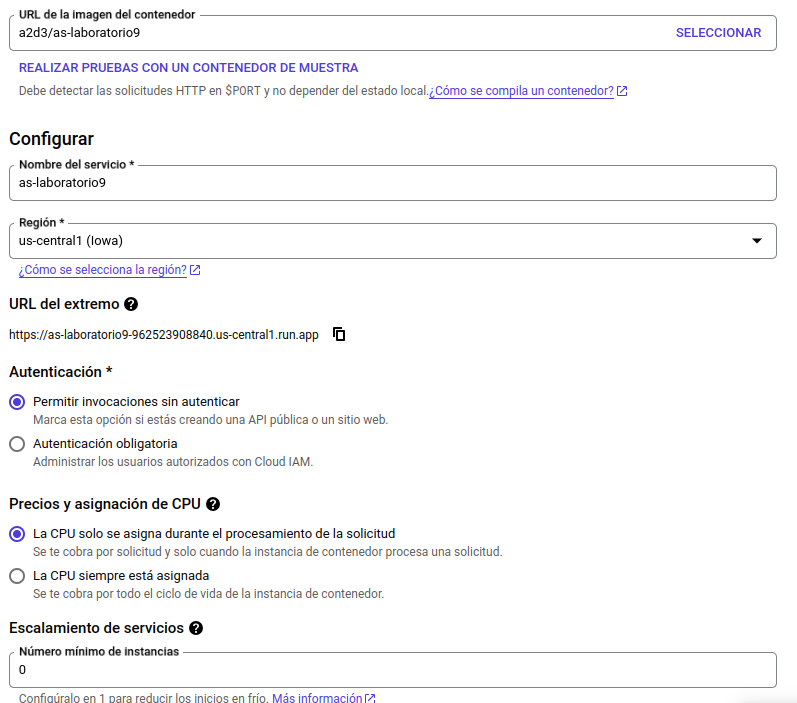 URL de la imagen del contenedor
a2d3/as-laboratorio9
SELECCIONAR
REALIZAR PRUEBAS CON UN CONTENEDOR DE MUESTRA
Debe detectar las solicitudes HTTP en $PORT y no depender del estado local.¿Cómo se compila un contenedor?
Configurar
Nombre del servicio *
as-laboratorio9
Región *
us-central1 (Iowa)
¿Cómo se selecciona la región?
URL del extremo
https://as-laboratorio9-962523908840.us-central1.run.app
Autenticación *
Permitir invocaciones sin autenticar
Marca esta opción si estás creando una API pública o un sitio web.
Autenticación obligatoria
Administrar los usuarios autorizados con Cloud IAM.
Precios y asignación de CPU
La CPU solo se asigna durante el procesamiento de la solicitud
Se te cobra por solicitud y solo cuando la instancia de contenedor procesa una solicitud.
La CPU siempre está asignada
Se te cobra por todo el ciclo de vida de la instancia de contenedor.
Escalamiento de servicios
Número mínimo de instancias
0
Configúralo en 1 para reducir los inicios en frío. Más información